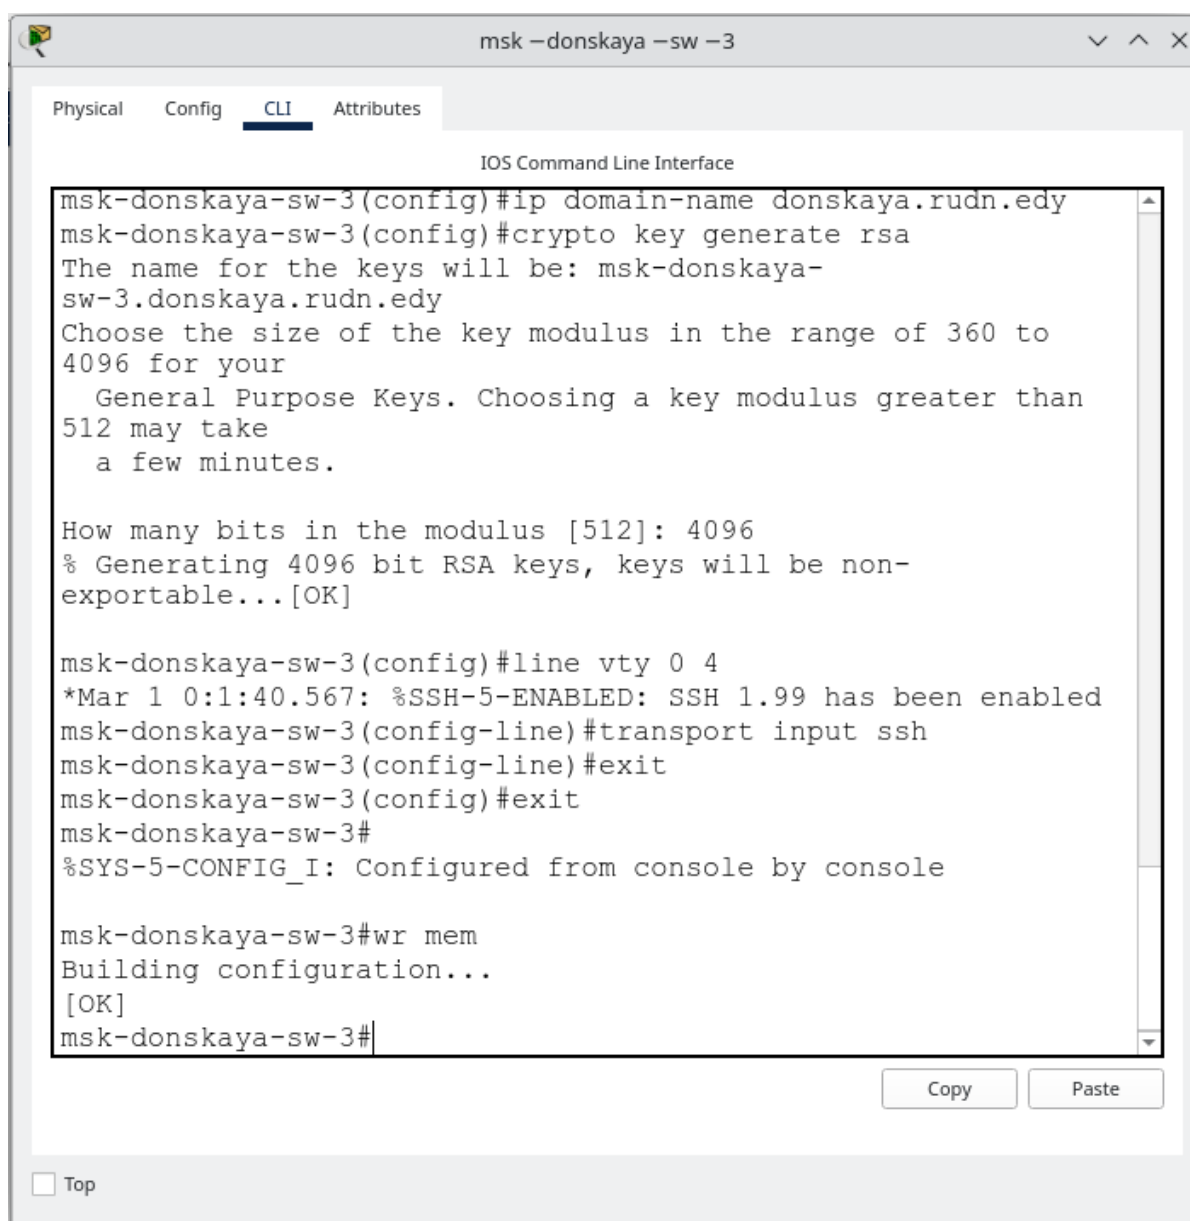 msk −donskaya −sw −3
Physical Config CLI Attributes
IOS Command Line Interface
msk-donskaya-sw-3(config)#ip domain-name donskaya.rudn.edy
msk-donskaya-sw-3(config)#crypto key generate rsa
The name for the keys will be: msk-donskaya-
sw-3.donskaya.rudn.edy
Choose the size of the key modulus in the range of 360 to
4096 for your
  General Purpose Keys. Choosing a key modulus greater than
512 may take
  a few minutes.
How many bits in the modulus [512]: 4096
% Generating 4096 bit RSA keys, keys will be non-
exportable...[OK]
msk-donskaya-sw-3(config)#line vty 0 4
*Mar 1 0:1:40.567: %SSH-5-ENABLED: SSH 1.99 has been enabled
msk-donskaya-sw-3(config-line)#transport input ssh
msk-donskaya-sw-3(config-line)#exit
msk-donskaya-sw-3(config)#exit
msk-donskaya-sw-3#
%SYS-5-CONFIG_I: Configured from console by console
msk-donskaya-sw-3#wr mem
Building configuration...
[OK]
msk-donskaya-sw-3#
Copy Paste
Top